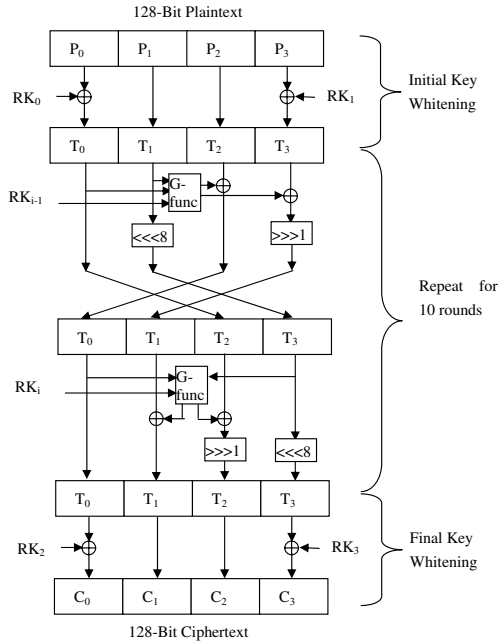 128-Bit Plaintext
P0 P1 P2 P3
RK0 RK1
Initial Key
Whitening
T0 T1 T2 T3
G-
func
RKi-1
<<<8 >>>1
Repeat for
10 rounds
T0 T1 T2 T3
G-
func
RKi
>>>1 <<<8
T0 T1 T2 T3
RK2 RK3
Final Key
Whitening
C0 C1 C2 C3
128-Bit Ciphertext